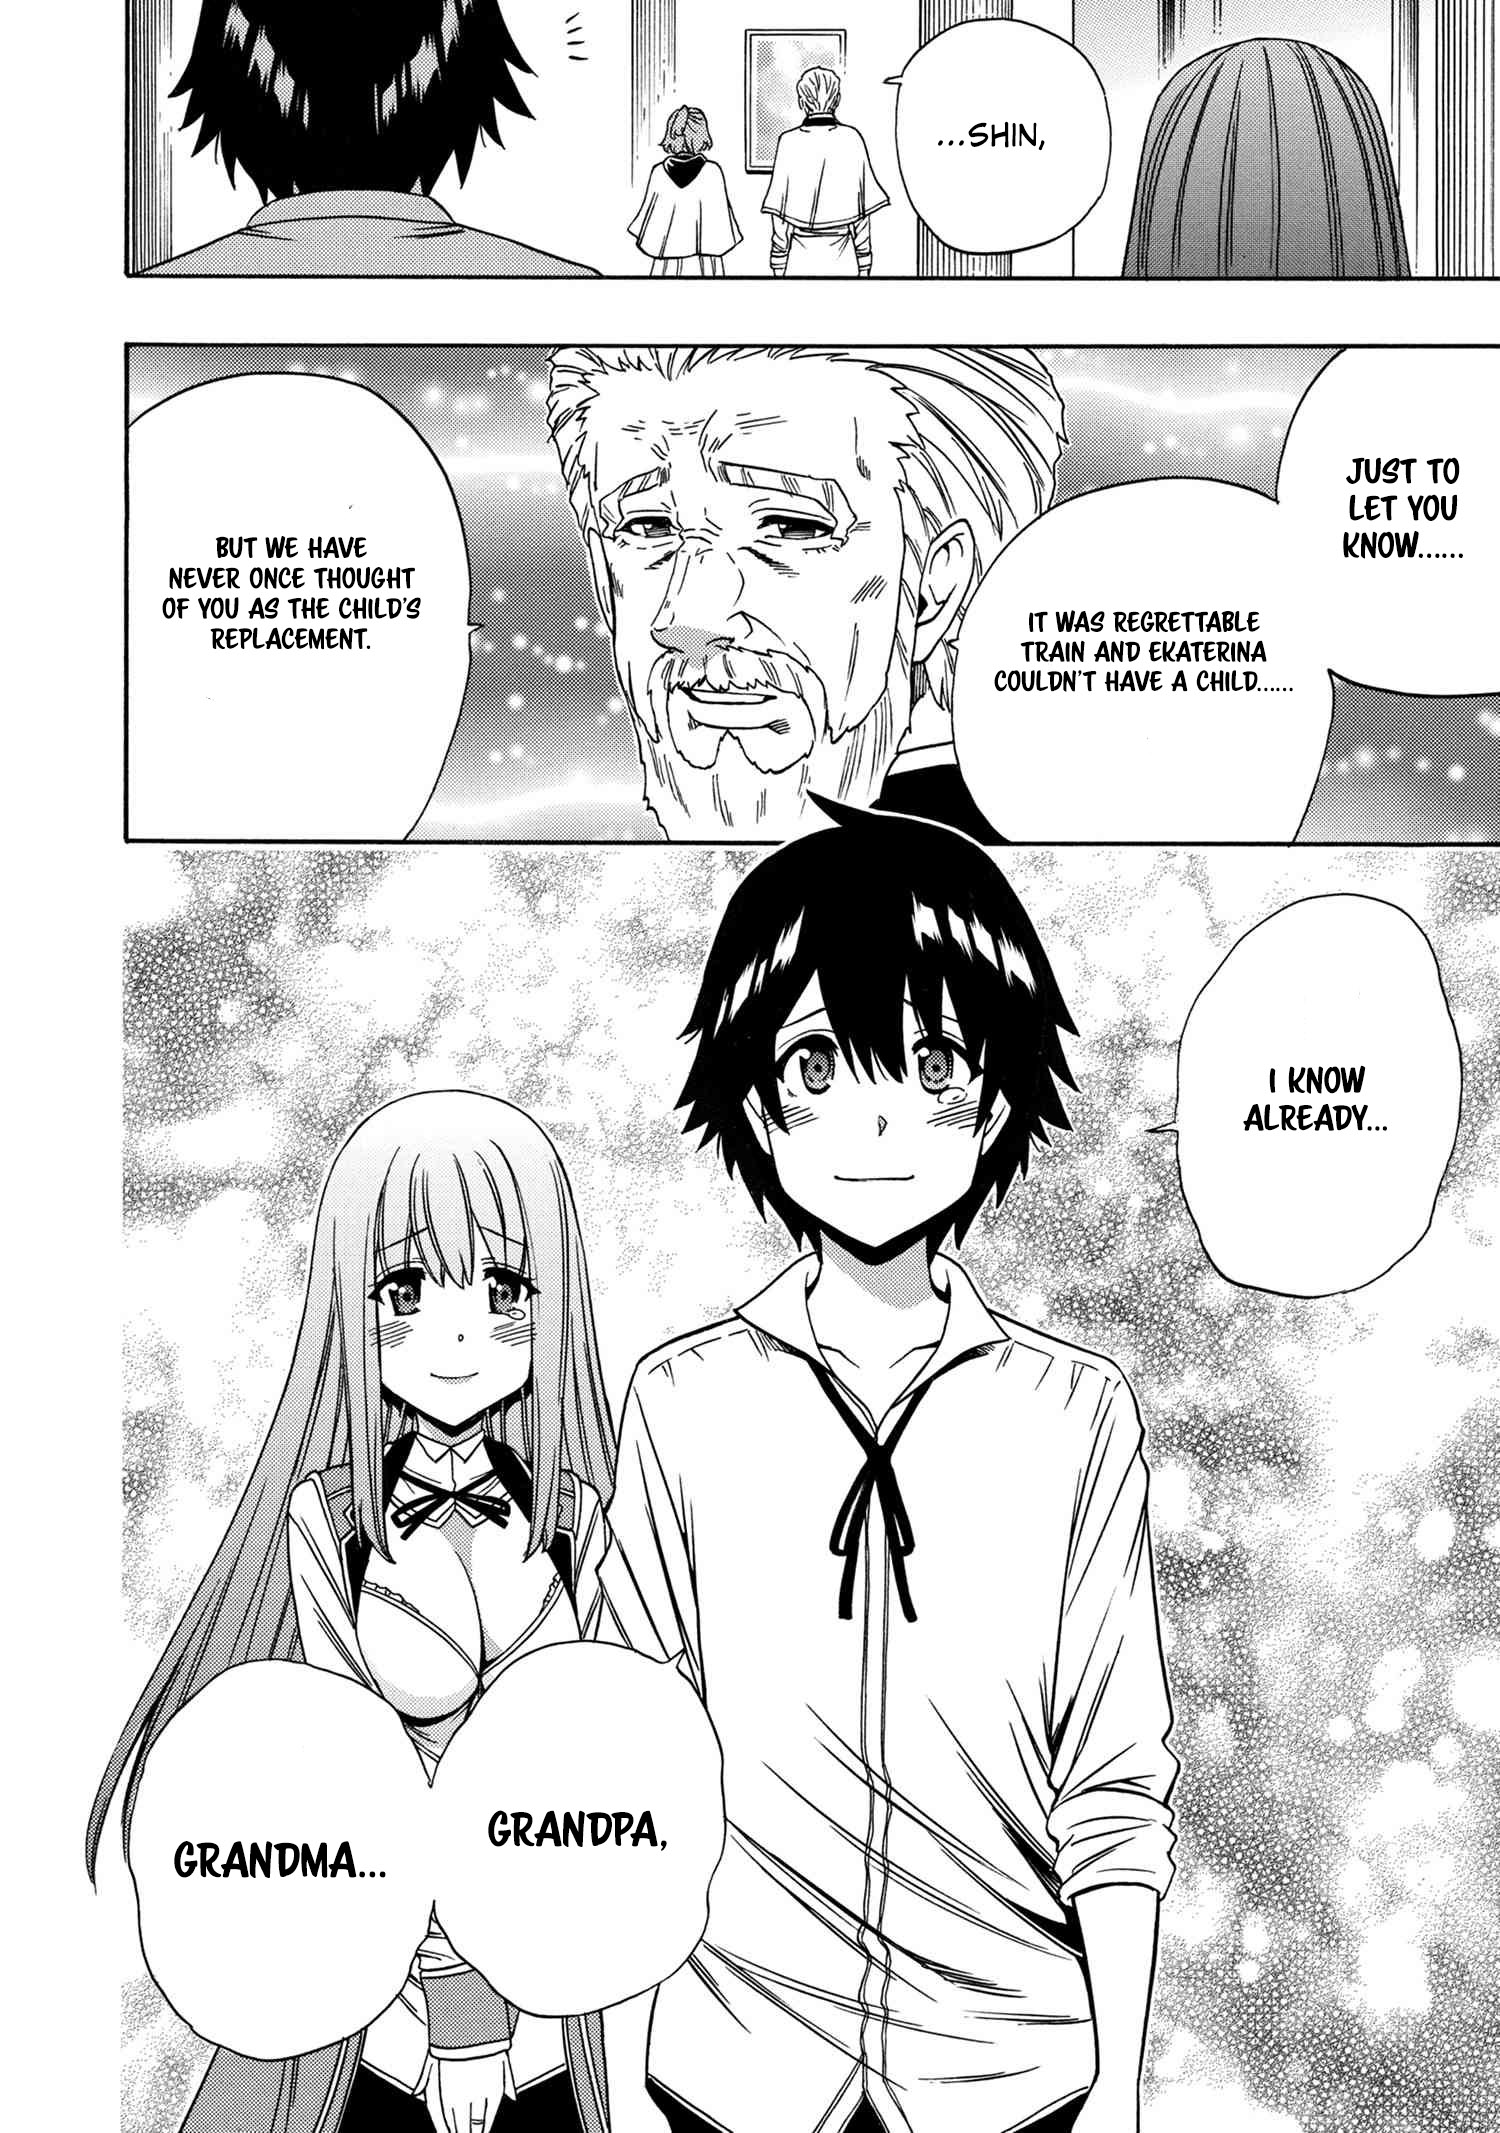 ...SHIN,
JUST TO
LET YOU
KNOW......
IT WAS REGRETTABLE
TRAIN AND EKATERINA
COULDN'T HAVE A CHILD......
BUT WE HAVE
NEVER ONCE THOUGHT
OF YOU AS THE CHILD'S
REPLACEMENT.
I KNOW
ALREADY...
GRANDPA,
GRANDMA...